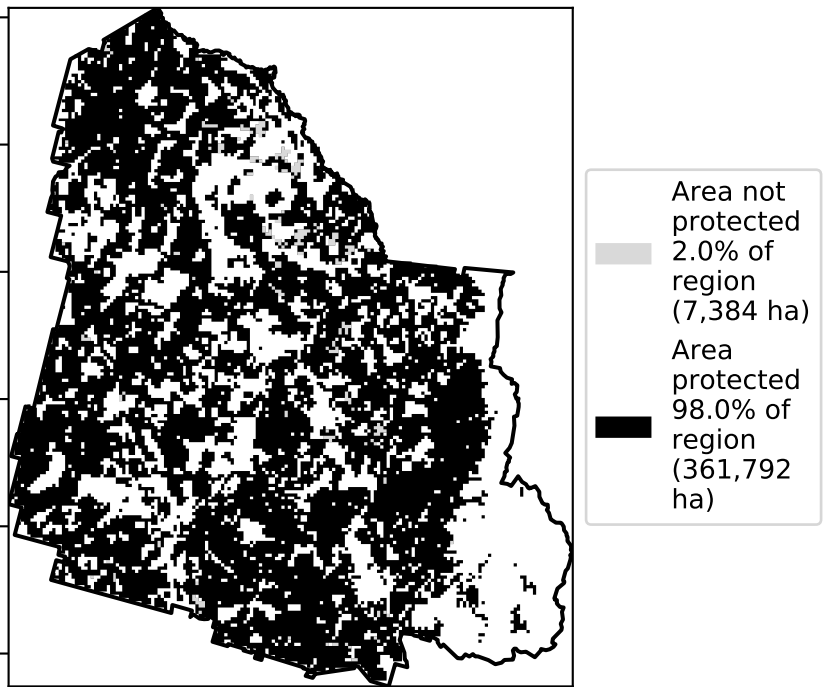 Area not
protected
2.0% of
region
(7,384 ha)
Area
protected
98.0% of
region
(361,792
ha)